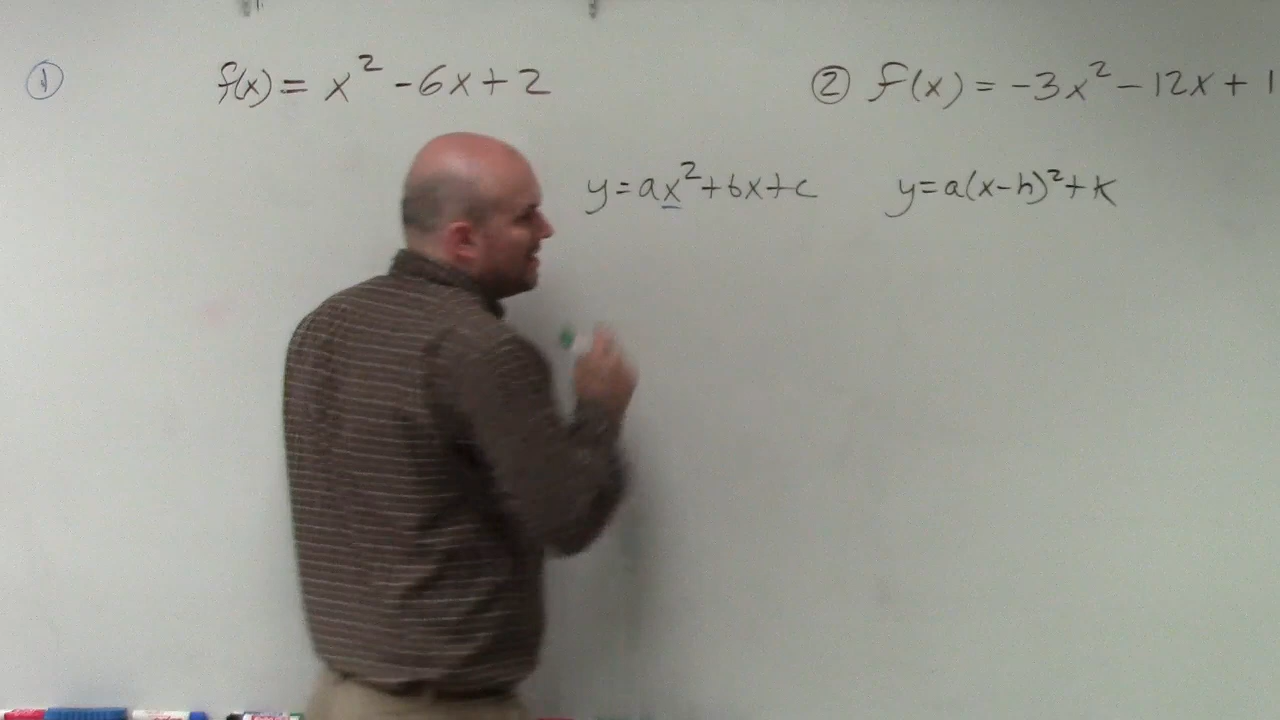 ① f(x) = x² - 6x + 2
② f(x) = -3x² - 12x + 1
y = ax² + bx + c
y = a(x-h)² + k